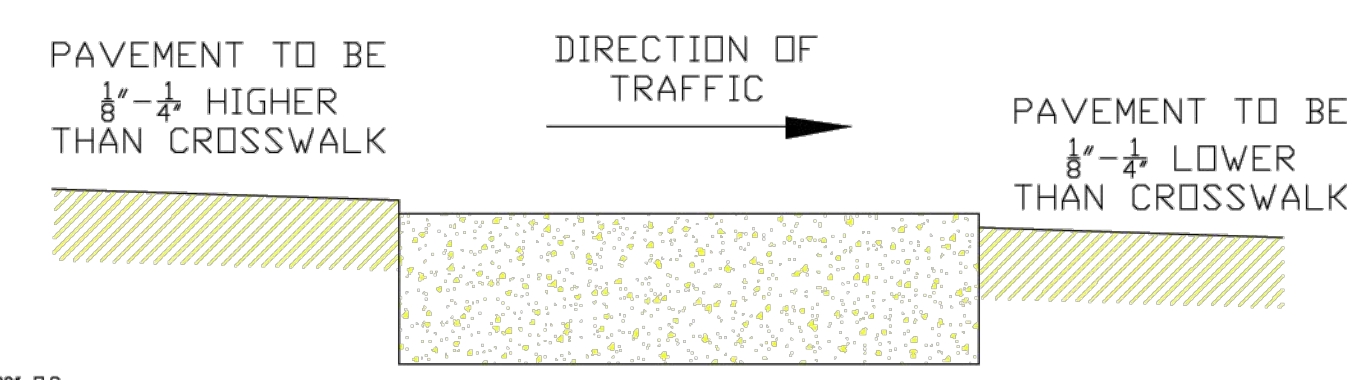 PAVEMENT TO BE
1/8"-1/4" HIGHER
THAN CROSSWALK
DIRECTION OF
TRAFFIC
PAVEMENT TO BE
1/8"-1/4" LOWER
THAN CROSSWALK